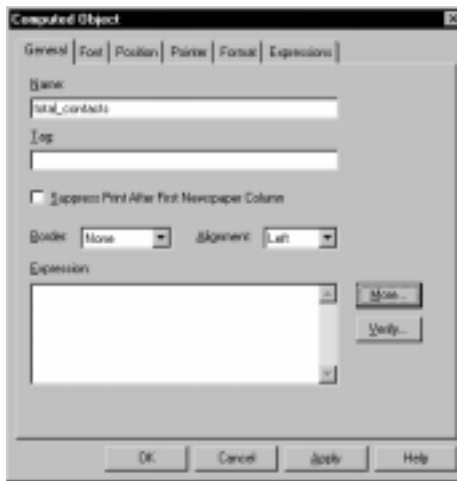 Computed Object
General Font Position Pointer Format Expressions
Name:
total_contacts
Tag:
Suppress Print After First Newspaper Column
Border: None Alignment: Left
Expression:
More...
Verify...
OK Cancel Apply Help